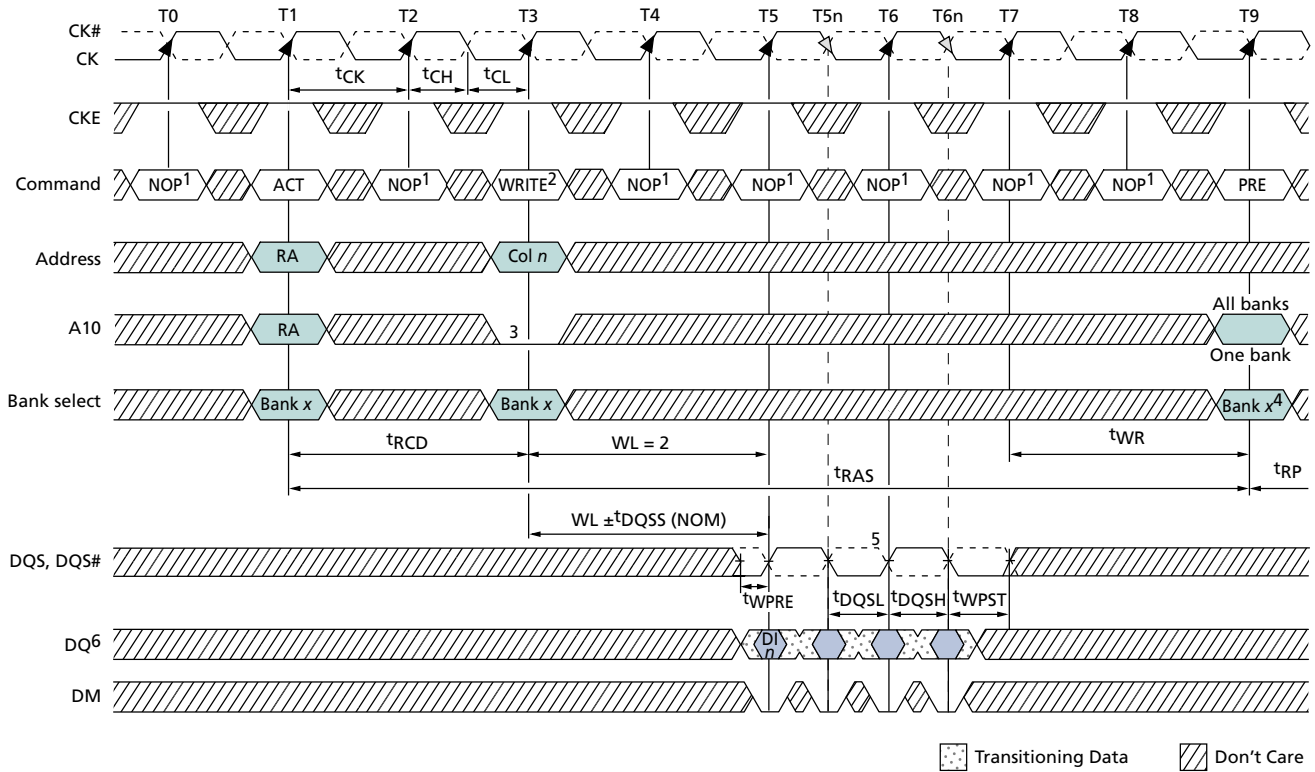 T0 T1 T2 T3 T4 T5 T5n T6 T6n T7 T8 T9
CK#
CK
tCK tCH tCL
CKE
Command NOP1 ACT NOP1 WRITE2 NOP1 NOP1 NOP1 NOP1 NOP1 PRE
Address RA Col n
All banks
A10 RA 3
One bank
Bank select Bank x Bank x Bank x4
tRCD WL = 2 tWR
tRAS tRP
WL ±tDQSS (NOM)
5
DQS, DQS#
tWPRE tDQSL tDQSH tWPST
DQ6 DI
n
DM
Transitioning Data Don't Care